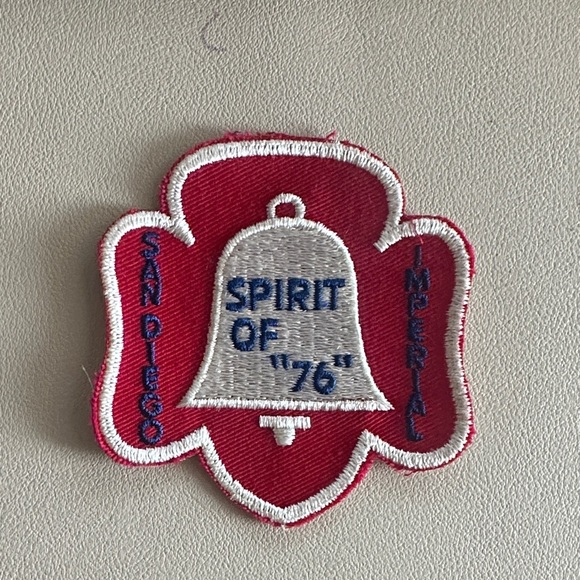 SAN DIEGO
SPIRIT
OF
"76"
IMPERIAL